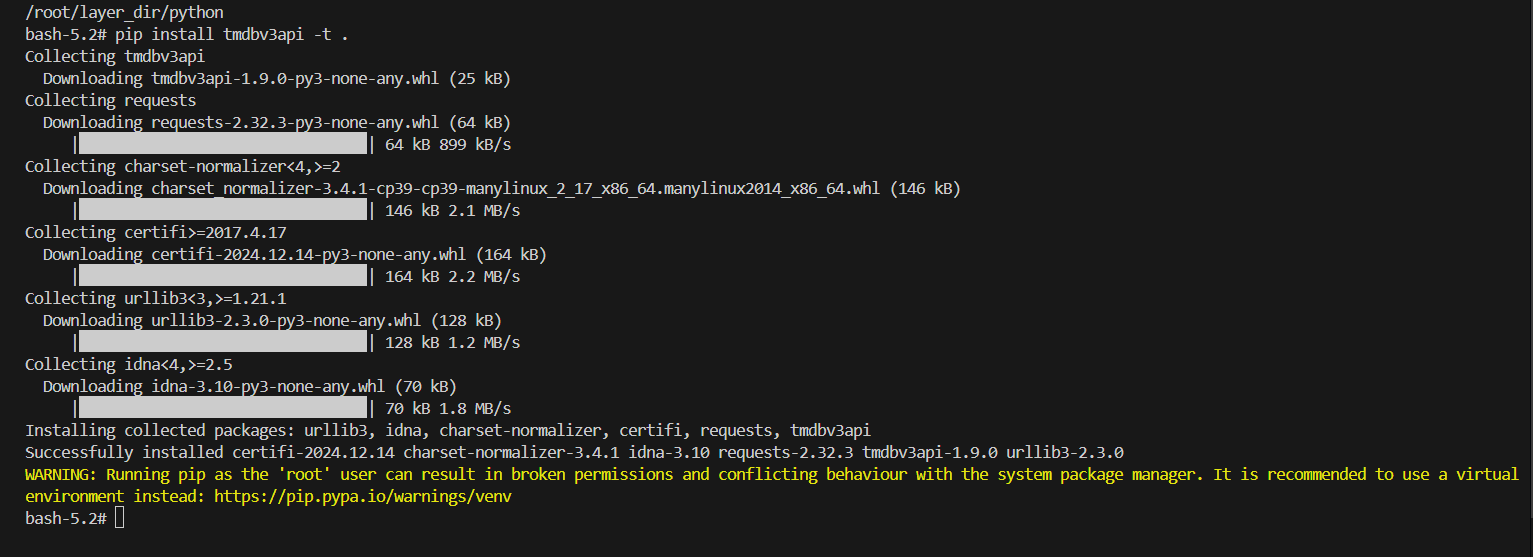 /root/layer_dir/python
bash-5.2# pip install tmdbv3api -t .
Collecting tmdbv3api
  Downloading tmdbv3api-1.9.0-py3-none-any.whl (25 kB)
Collecting requests
  Downloading requests-2.32.3-py3-none-any.whl (64 kB)
     |████████████████████████████████| 64 kB 899 kB/s
Collecting charset-normalizer<4,>=2
  Downloading charset_normalizer-3.4.1-cp39-cp39-manylinux_2_17_x86_64.manylinux2014_x86_64.whl (146 kB)
     |████████████████████████████████| 146 kB 2.1 MB/s
Collecting certifi>=2017.4.17
  Downloading certifi-2024.12.14-py3-none-any.whl (164 kB)
     |████████████████████████████████| 164 kB 2.2 MB/s
Collecting urllib3<3,>=1.21.1
  Downloading urllib3-2.3.0-py3-none-any.whl (128 kB)
     |████████████████████████████████| 128 kB 1.2 MB/s
Collecting idna<4,>=2.5
  Downloading idna-3.10-py3-none-any.whl (70 kB)
     |████████████████████████████████| 70 kB 1.8 MB/s
Installing collected packages: urllib3, idna, charset-normalizer, certifi, requests, tmdbv3api
Successfully installed certifi-2024.12.14 charset-normalizer-3.4.1 idna-3.10 requests-2.32.3 tmdbv3api-1.9.0 urllib3-2.3.0
WARNING: Running pip as the 'root' user can result in broken permissions and conflicting behaviour with the system package manager. It is recommended to use a virtual
environment instead: https://pip.pypa.io/warnings/venv
bash-5.2#